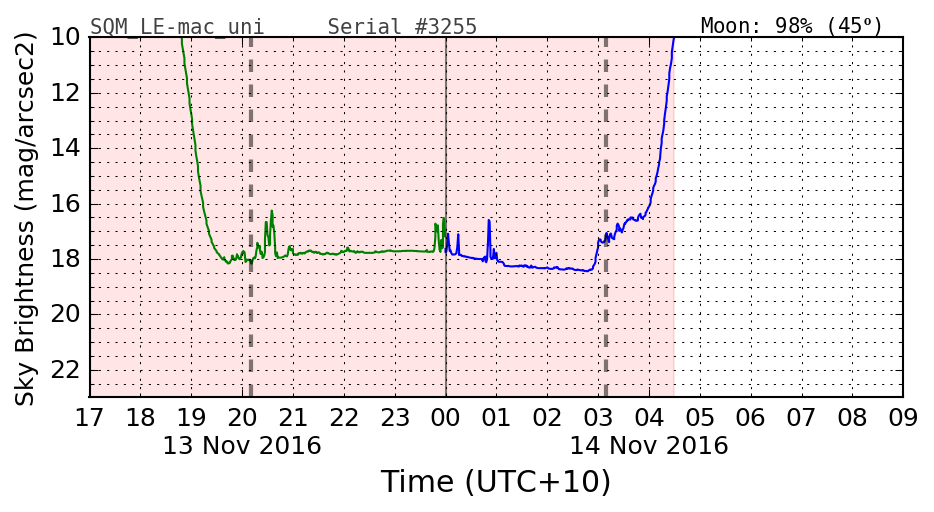 SQM_LE-mac_uni Serial #3255 Moon: 98% (45°)
10
12
14
16
18
20
22
Sky Brightness (mag/arcsec2)
17 18 19 20 21 22 23 00 01 02 03 04 05 06 07 08 09
13 Nov 2016 14 Nov 2016
Time (UTC+10)